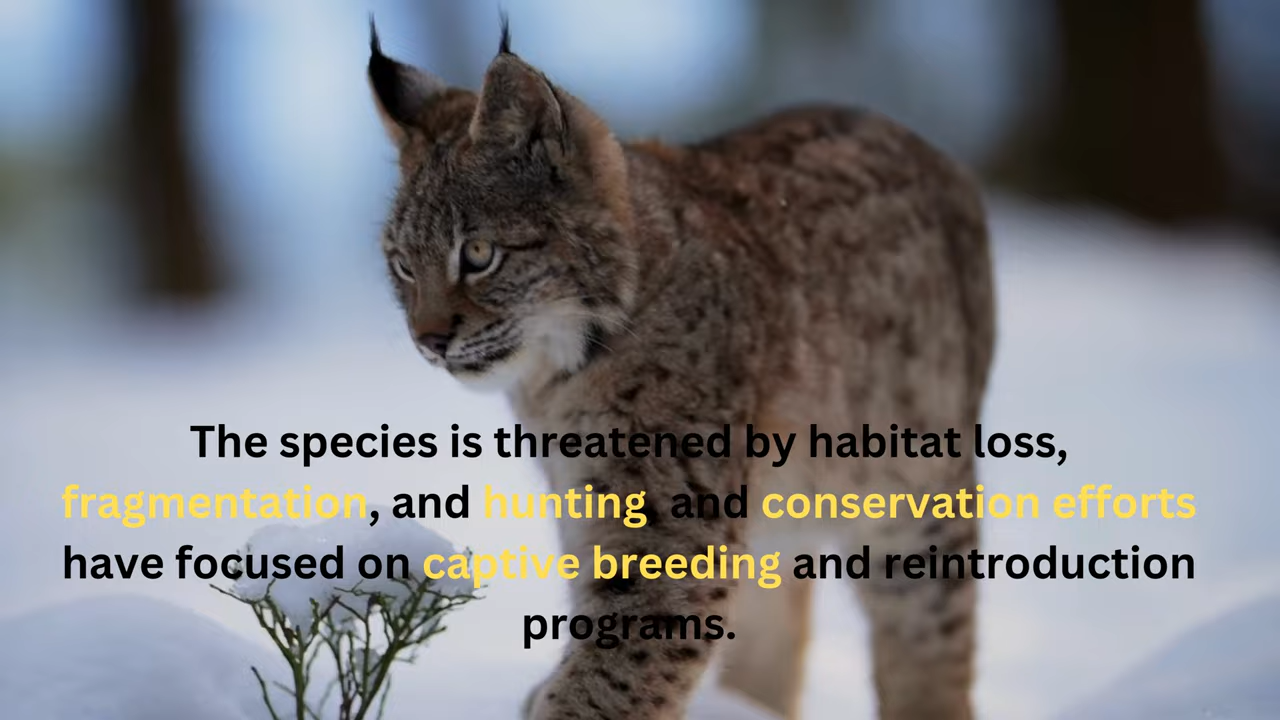 The species is threatened by habitat loss,
fragmentation, and hunting, and conservation efforts
have focused on captive breeding and reintroduction
programs.